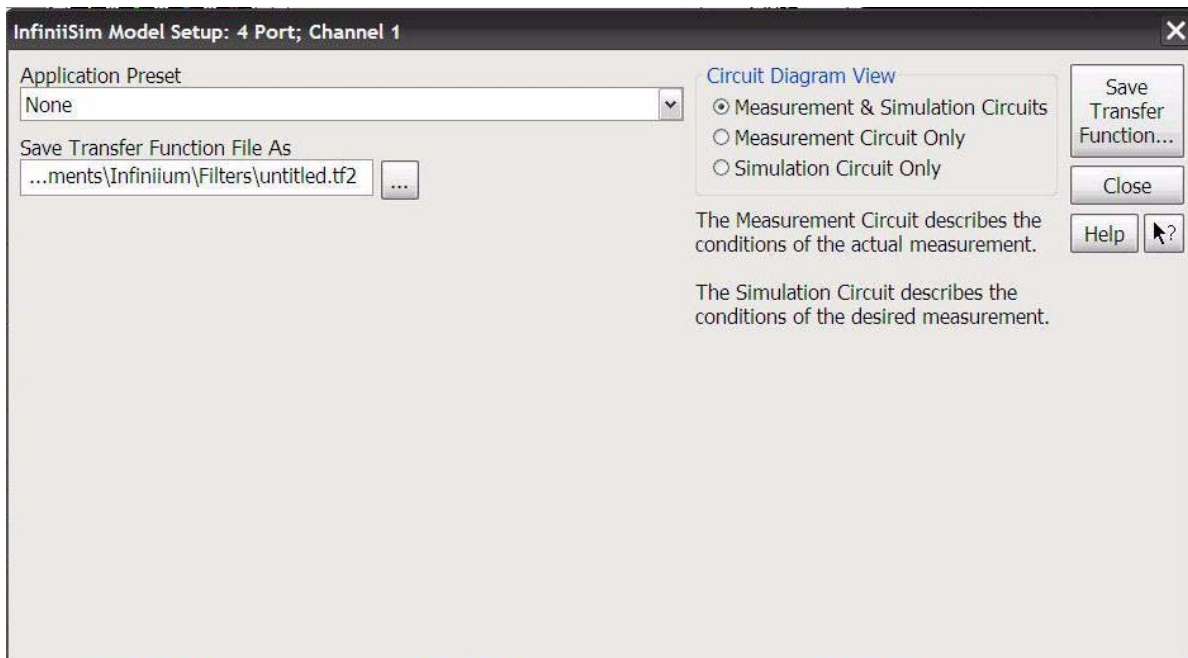 InfiniiSim Model Setup: 4 Port; Channel 1
Application Preset
None
Save Transfer Function File As
...ments\Infiniium\Filters\untitled.tf2
...
Circuit Diagram View
Measurement & Simulation Circuits
Measurement Circuit Only
Simulation Circuit Only
The Measurement Circuit describes the
conditions of the actual measurement.
The Simulation Circuit describes the
conditions of the desired measurement.
Save
Transfer
Function...
Close
Help
?